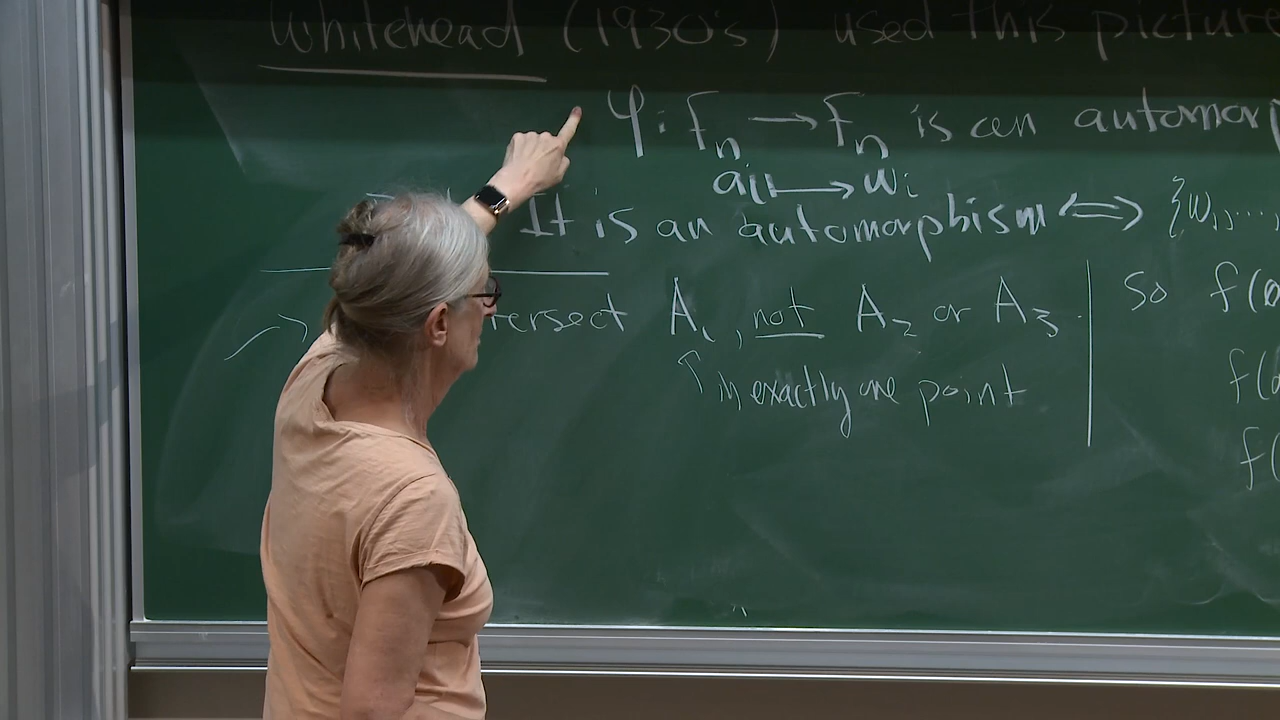 Whitehead (1930's) used this picture
φ: Fn → Fn is an automorp
ai ↦ wi
It is an automorphism ⟺ {w1, ...,
tersect A1, not A2 or A3.
↑ in exactly one point
so f(a
f(
f(